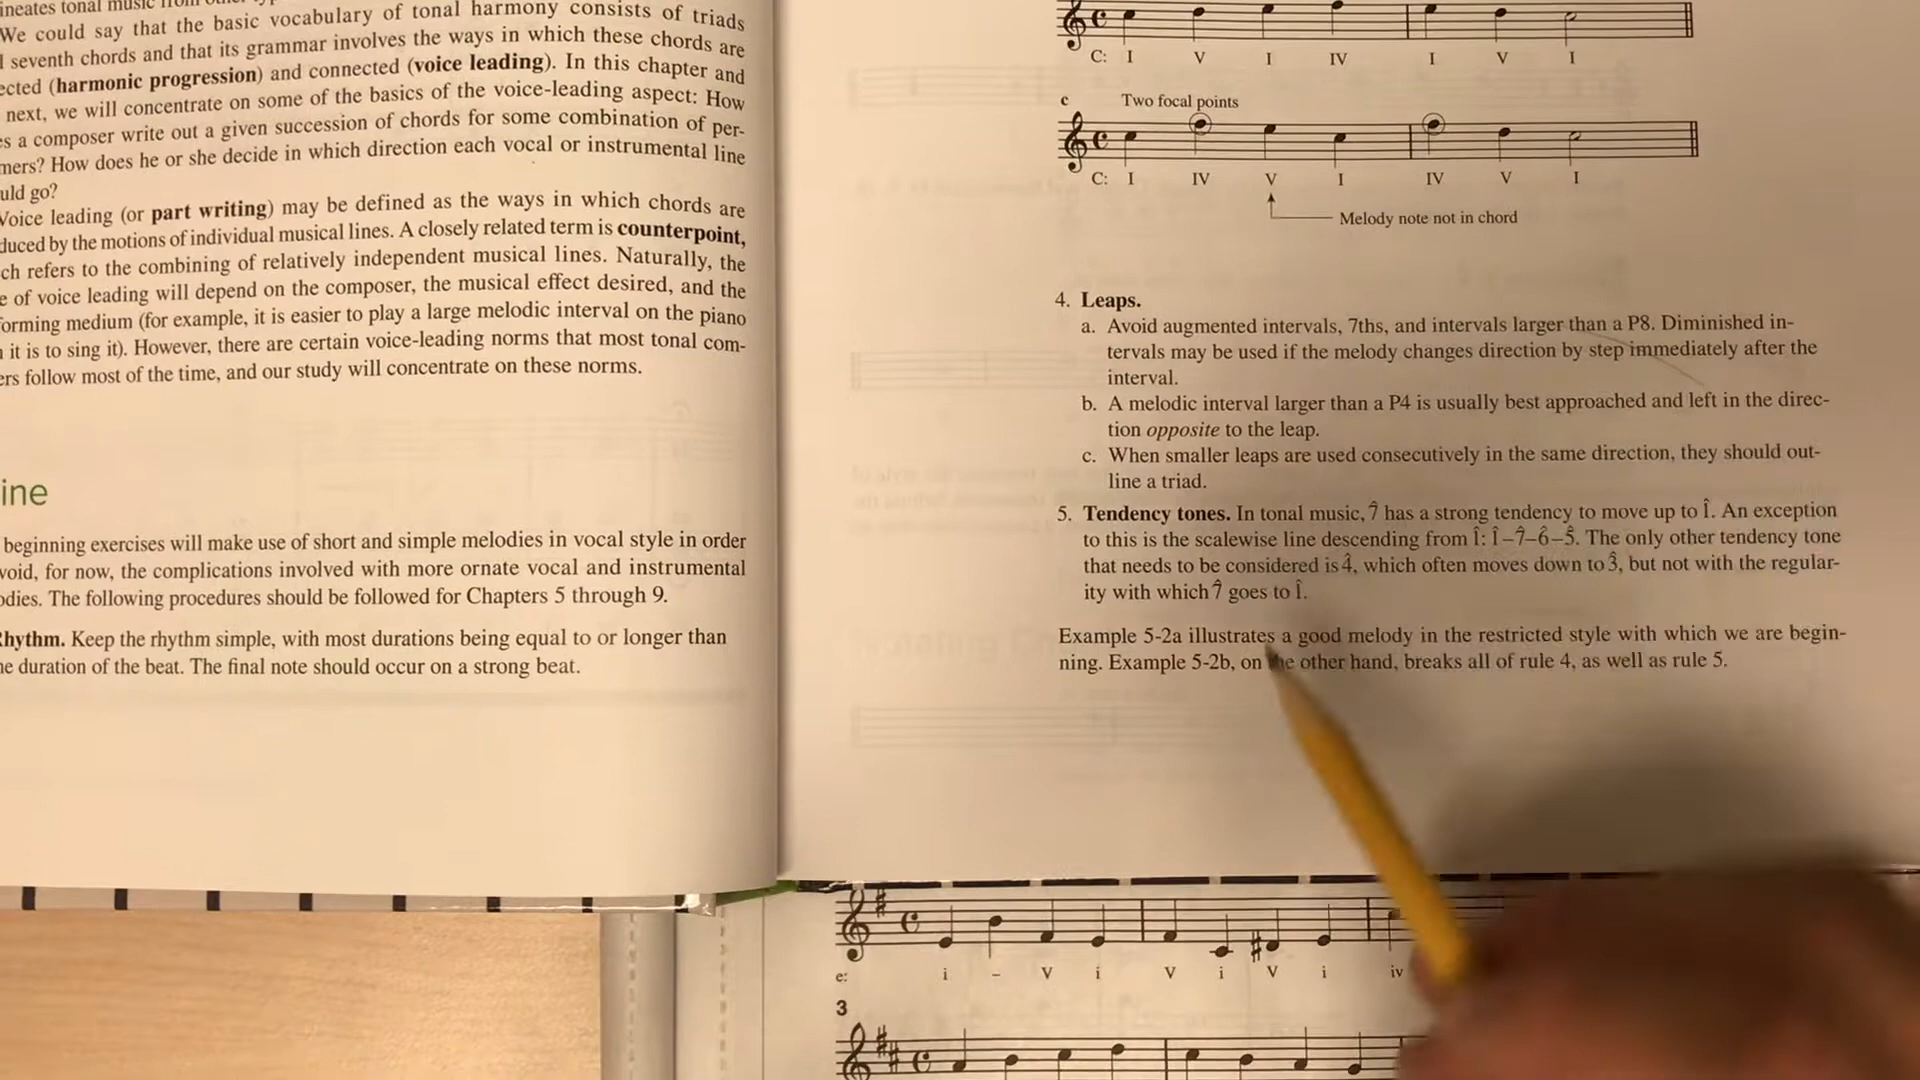 We could say that the basic vocabulary of tonal harmony consists of triads
seventh chords and that its grammar involves the ways in which these chords are
(harmonic progression) and connected (voice leading). In this chapter and
next, we will concentrate on some of the basics of the voice-leading aspect: How
a composer write out a given succession of chords for some combination of per-
How does he or she decide in which direction each vocal or instrumental line
go?
Voice leading (or part writing) may be defined as the ways in which chords are
by the motions of individual musical lines. A closely related term is counterpoint,
refers to the combining of relatively independent musical lines. Naturally, the
of voice leading will depend on the composer, the musical effect desired, and the
medium (for example, it is easier to play a large melodic interval on the piano
it is to sing it). However, there are certain voice-leading norms that most tonal com-
follow most of the time, and our study will concentrate on these norms.
ine
beginning exercises will make use of short and simple melodies in vocal style in order
for now, the complications involved with more ornate vocal and instrumental
The following procedures should be followed for Chapters 5 through 9.
Rhythm. Keep the rhythm simple, with most durations being equal to or longer than
duration of the beat. The final note should occur on a strong beat.
C: I V I IV I V I
c Two focal points
C: I IV V I IV V I
Melody note not in chord
4. Leaps.
a. Avoid augmented intervals, 7ths, and intervals larger than a P8. Diminished in-
tervals may be used if the melody changes direction by step immediately after the
interval.
b. A melodic interval larger than a P4 is usually best approached and left in the direc-
tion opposite to the leap.
c. When smaller leaps are used consecutively in the same direction, they should out-
line a triad.
5. Tendency tones. In tonal music, 7̂ has a strong tendency to move up to 1̂. An exception
to this is the scalewise line descending from 1̂: 1̂–7̂–6̂–5̂. The only other tendency tone
that needs to be considered is 4̂, which often moves down to 3̂, but not with the regular-
ity with which 7̂ goes to 1̂.
Example 5-2a illustrates a good melody in the restricted style with which we are begin-
ning. Example 5-2b, on the other hand, breaks all of rule 4, as well as rule 5.
e: i – V i V i V i iv
3